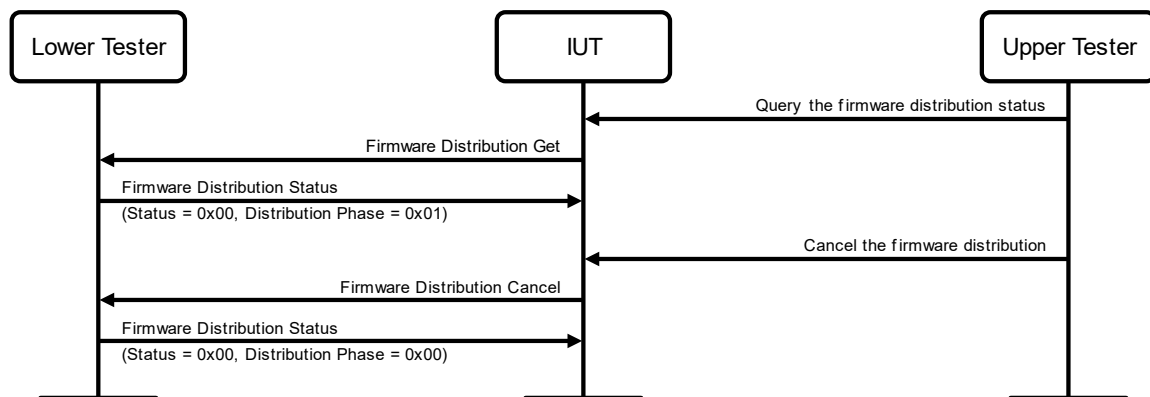 Lower Tester
IUT
Upper Tester
Query the firmware distribution status
Firmware Distribution Get
Firmware Distribution Status
(Status = 0x00, Distribution Phase = 0x01)
Cancel the firmware distribution
Firmware Distribution Cancel
Firmware Distribution Status
(Status = 0x00, Distribution Phase = 0x00)